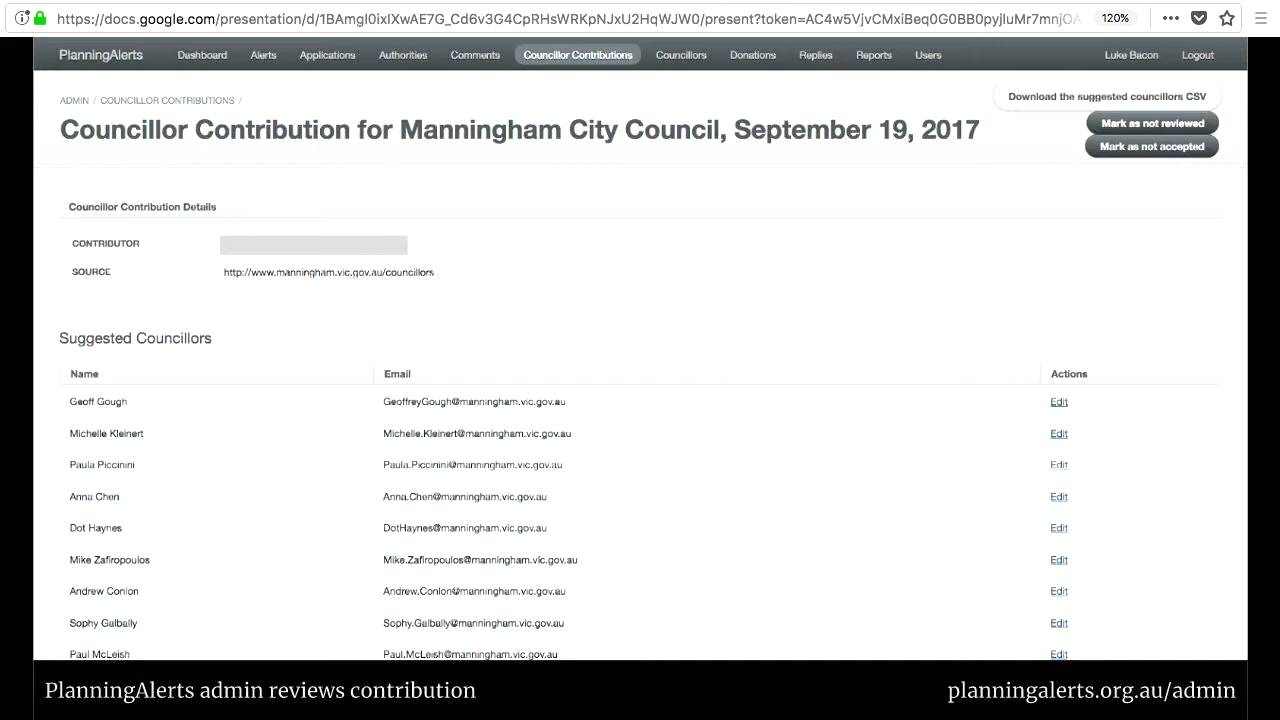 https://docs.google.com/presentation/d/1BAmgI0ixIXwAE7G_Cd6v3G4CpRHsWRKpNJxU2HqWJW0/present?token=AC4w5VjvCMxiBeq0G0BB0pyjluMr7mnjOA 120%
PlanningAlerts Dashboard Alerts Applications Authorities Comments Councillor Contributions Councillors Donations Replies Reports Users Luke Bacon Logout
ADMIN / COUNCILLOR CONTRIBUTIONS /
Download the suggested councillors CSV
Councillor Contribution for Manningham City Council, September 19, 2017
Mark as not reviewed
Mark as not accepted
Councillor Contribution Details
CONTRIBUTOR
SOURCE http://www.manningham.vic.gov.au/councillors
Suggested Councillors
Name Email Actions
Geoff Gough GeoffreyGough@manningham.vic.gov.au Edit
Michelle Kleinert Michelle.Kleinert@manningham.vic.gov.au Edit
Paula Piccinini Paula.Piccinini@manningham.vic.gov.au Edit
Anna Chen Anna.Chen@manningham.vic.gov.au Edit
Dot Haynes DotHaynes@manningham.vic.gov.au Edit
Mike Zafiropoulos Mike.Zafiropoulos@manningham.vic.gov.au Edit
Andrew Conlon Andrew.Conlon@manningham.vic.gov.au Edit
Sophy Galbally Sophy.Galbally@manningham.vic.gov.au Edit
Paul McLeish Paul.McLeish@manningham.vic.gov.au Edit
PlanningAlerts admin reviews contribution planningalerts.org.au/admin